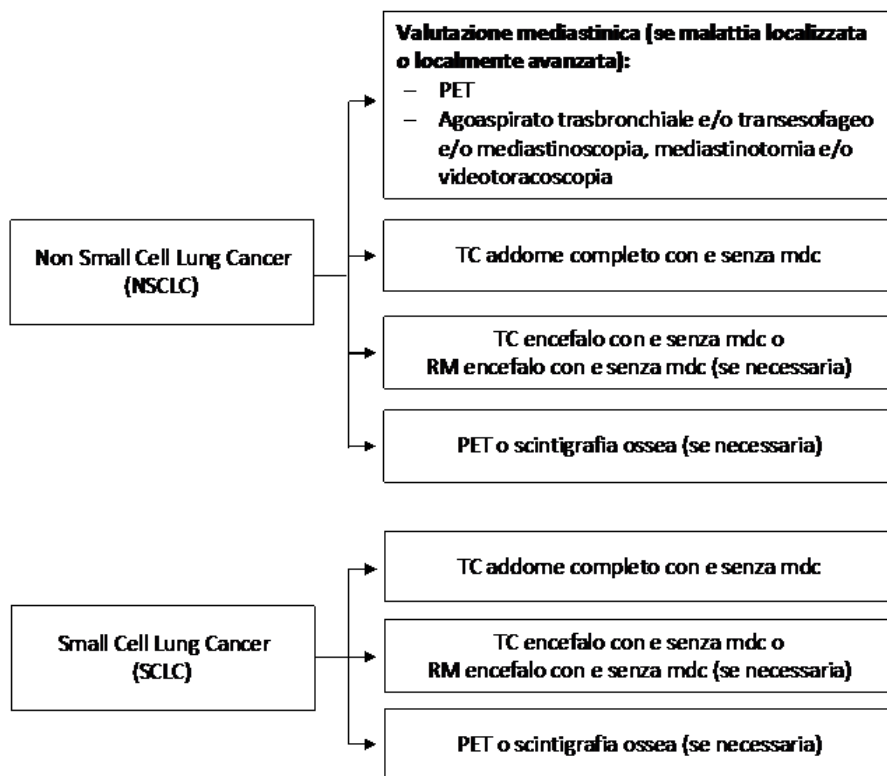 Valutazione mediastinica (se malattia localizzata
o localmente avanzata):
– PET
– Agoaspirato trasbronchiale e/o transesofageo
e/o mediastinoscopia, mediastinotomia e/o
videotoracoscopia
Non Small Cell Lung Cancer
(NSCLC)
TC addome completo con e senza mdc
TC encefalo con e senza mdc o
RM encefalo con e senza mdc (se necessaria)
PET o scintigrafia ossea (se necessaria)
TC addome completo con e senza mdc
Small Cell Lung Cancer
(SCLC)
TC encefalo con e senza mdc o
RM encefalo con e senza mdc (se necessaria)
PET o scintigrafia ossea (se necessaria)